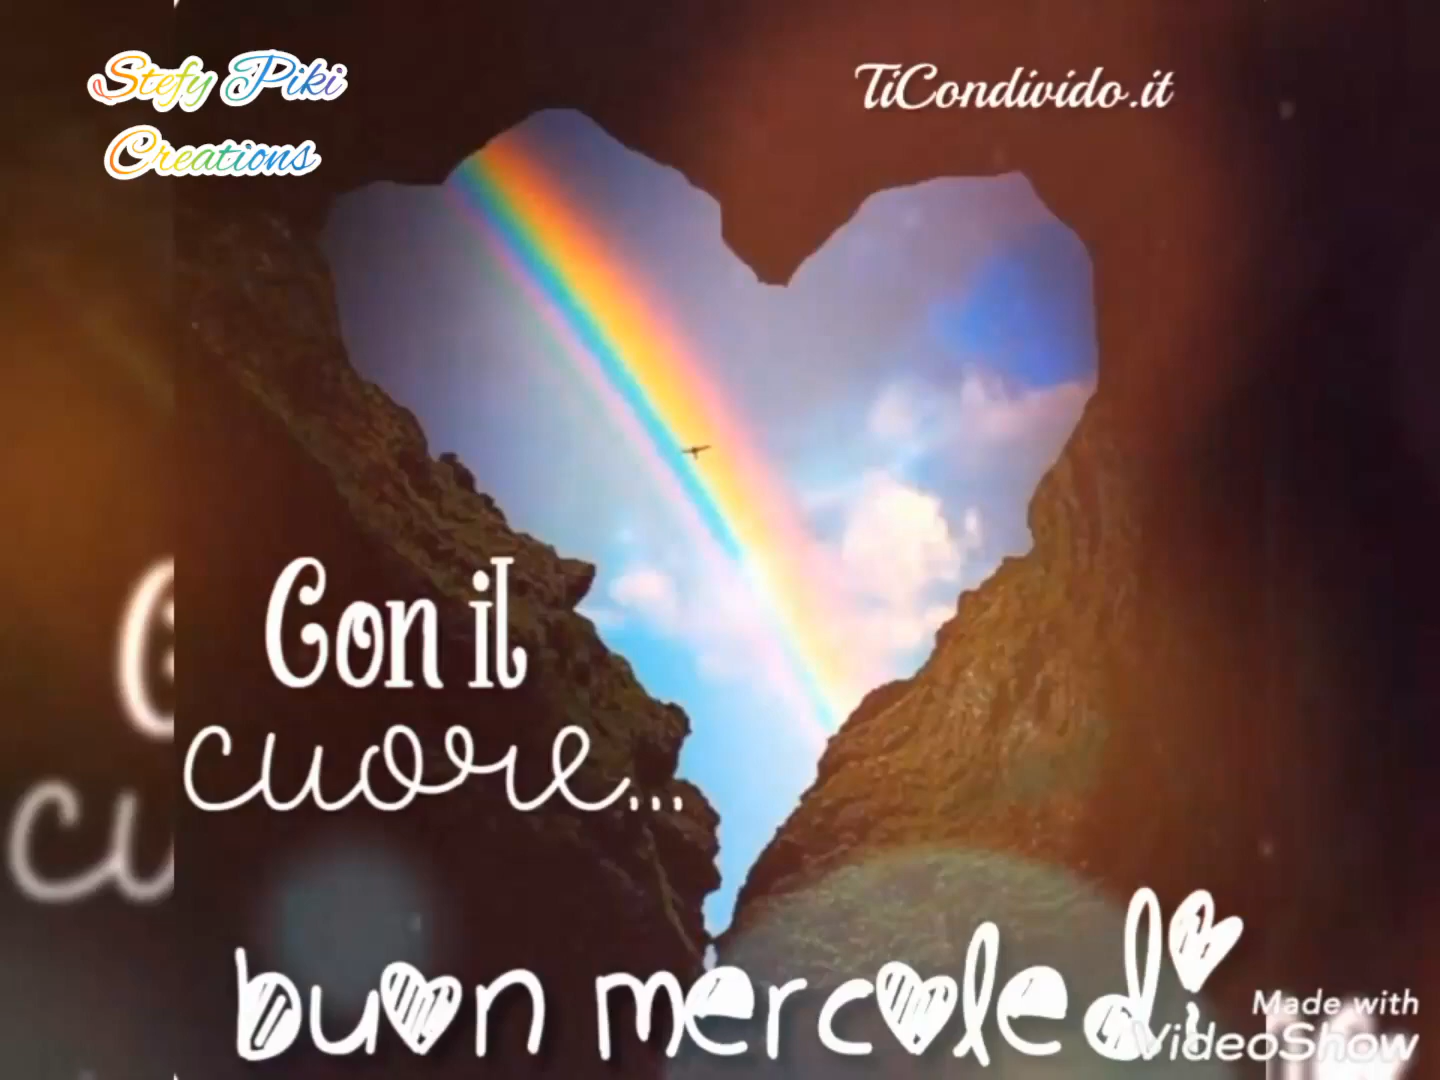 Stefy Piki
Creations
TiCondivido.it
Con il
cuore...
buon mercoledì
Made with
VideoShow